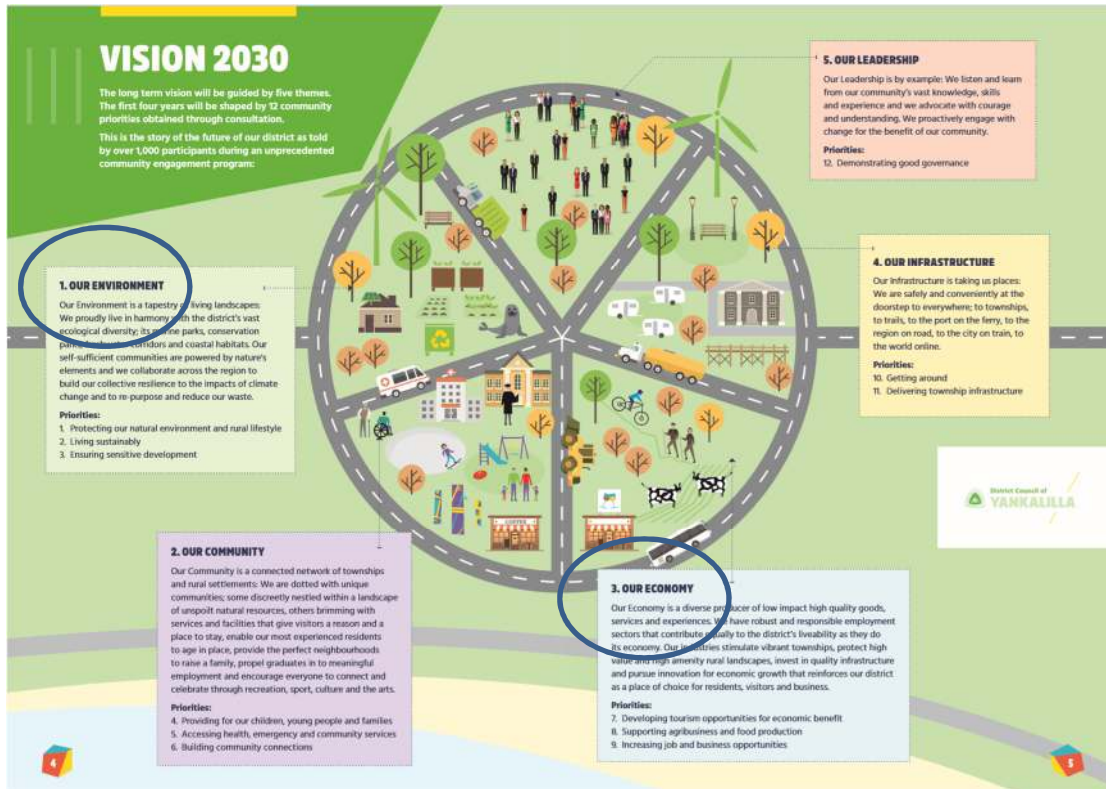 VISION 2030
The long term vision will be guided by five themes.
The first four years will be shaped by 12 community
priorities obtained through consultation.
This is the story of the future of our district as told
by over 1,000 participants during an unprecedented
community engagement program:
1. OUR ENVIRONMENT
Our Environment is a tapestry of living landscapes:
We proudly live in harmony with the district's vast
ecological diversity; its marine parks, conservation
corridors and coastal habitats. Our
self-sufficient communities are powered by nature's
elements and we collaborate across the region to
build our collective resilience to the impacts of climate
change and to re-purpose and reduce our waste.
Priorities:
1. Protecting our natural environment and rural lifestyle
2. Living sustainably
3. Ensuring sensitive development
2. OUR COMMUNITY
Our Community is a connected network of townships
and rural settlements: We are dotted with unique
communities; some discreetly nestled within a landscape
of unspoilt natural resources, others brimming with
services and facilities that give visitors a reason and a
place to stay, enable our most experienced residents
to age in place, provide the perfect neighbourhoods
to raise a family, propel graduates in to meaningful
employment and encourage everyone to connect and
celebrate through recreation, sport, culture and the arts.
Priorities:
4. Providing for our children, young people and families
5. Accessing health, emergency and community services
6. Building community connections
3. OUR ECONOMY
Our Economy is a diverse producer of low impact high quality goods,
services and experiences. We have robust and responsible employment
sectors that contribute equally to the district's liveability as they do
its economy. Our industries stimulate vibrant townships, protect high
value and high amenity rural landscapes, invest in quality infrastructure
and pursue innovation for economic growth that reinforces our district
as a place of choice for residents, visitors and business.
Priorities:
7. Developing tourism opportunities for economic benefit
8. Supporting agribusiness and food production
9. Increasing job and business opportunities
4. OUR INFRASTRUCTURE
Our Infrastructure is taking us places:
We are safely and conveniently at the
doorstep to everywhere; to townships,
to trails, to the port on the ferry, to the
region on road, to the city on train, to
the world online.
Priorities:
10. Getting around
11. Delivering township infrastructure
5. OUR LEADERSHIP
Our Leadership is by example: We listen and learn
from our community's vast knowledge, skills
and experience and we advocate with courage
and understanding. We proactively engage with
change for the benefit of our community.
Priorities:
12. Demonstrating good governance
District Council of
YANKALILLA
4
5